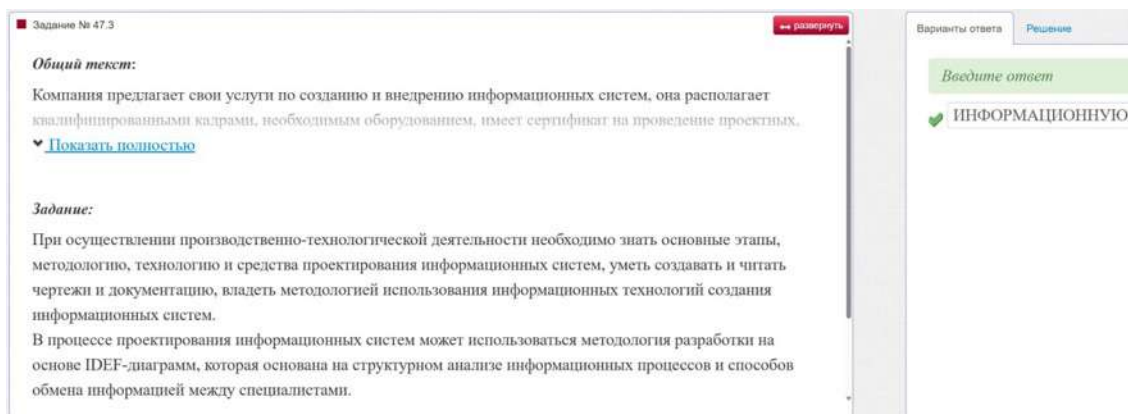 Задание № 47.3
развернуть
Общий текст:
Компания предлагает свои услуги по созданию и внедрению информационных систем, она располагает
квалифицированными кадрами, необходимым оборудованием, имеет сертификат на проведение проектных,
Показать полностью
Задание:
При осуществлении производственно-технологической деятельности необходимо знать основные этапы,
методологию, технологию и средства проектирования информационных систем, уметь создавать и читать
чертежи и документацию, владеть методологией использования информационных технологий создания
информационных систем.
В процессе проектирования информационных систем может использоваться методология разработки на
основе IDEF-диаграмм, которая основана на структурном анализе информационных процессов и способов
обмена информацией между специалистами.
Варианты ответа
Решение
Введите ответ
ИНФОРМАЦИОННУЮ